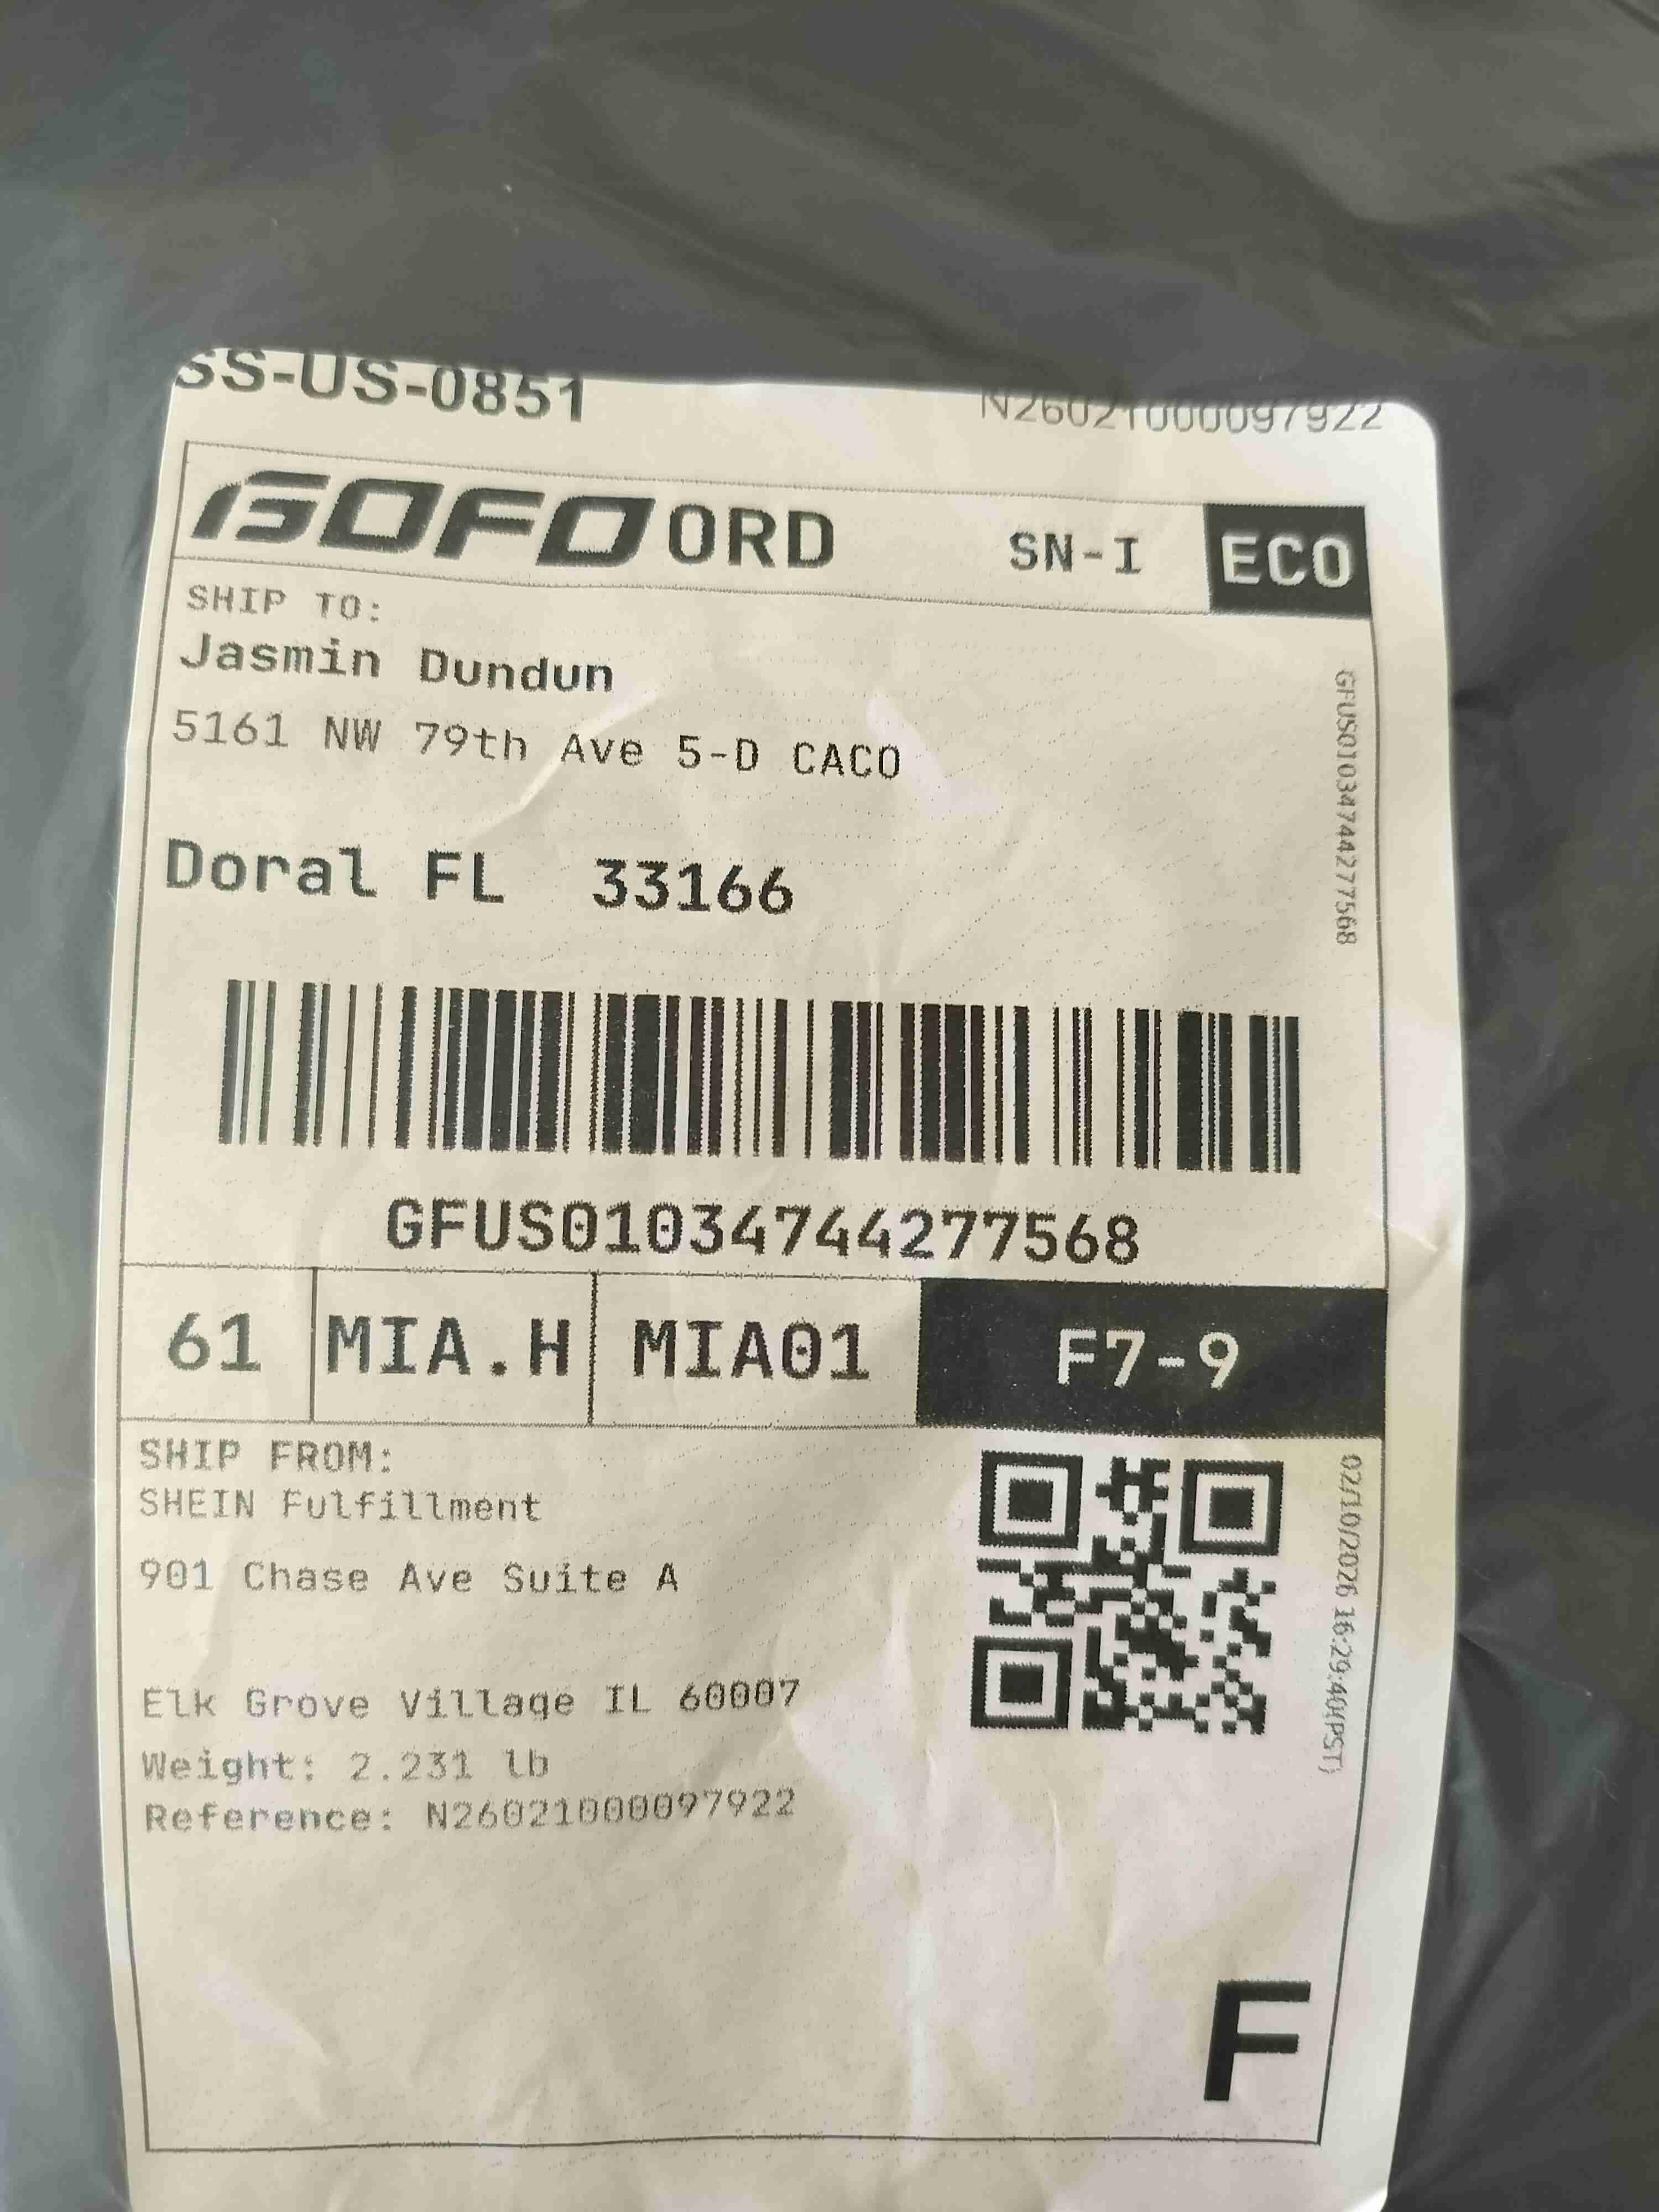 SS-US-0851
N26021000097922
GOFO ORD SN-I ECO
SHIP TO:
Jasmin Dundun
5161 NW 79th Ave 5-D CACO
Doral FL 33166
GFUS01034744277568
GFUS01034744277568
61 MIA.H MIA01 F7-9
SHIP FROM:
SHEIN Fulfillment
901 Chase Ave Suite A
Elk Grove Village IL 60007
Weight: 2.231 lb
Reference: N26021000097922
02/10/2026 16:29:40(PST)
F